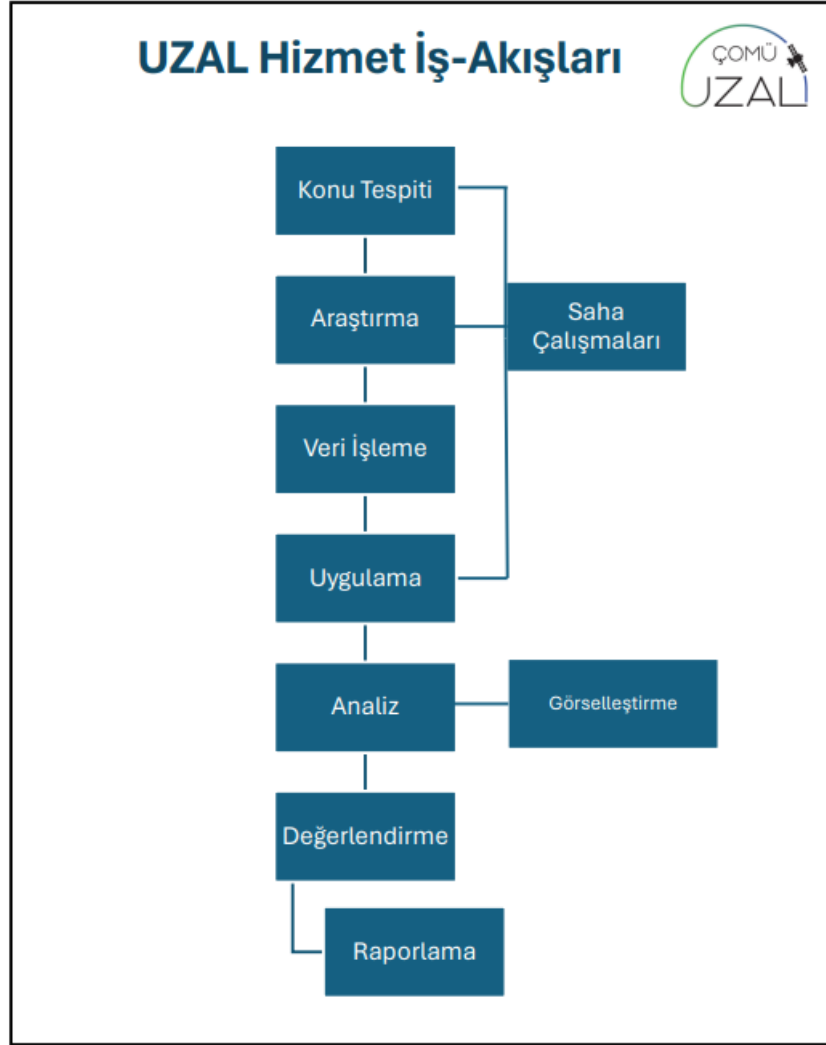 UZAL Hizmet İş-Akışları
ÇOMÜ
UZAL
Konu Tespiti
Araştırma
Saha
Çalışmaları
Veri İşleme
Uygulama
Analiz
Görselleştirme
Değerlendirme
Raporlama